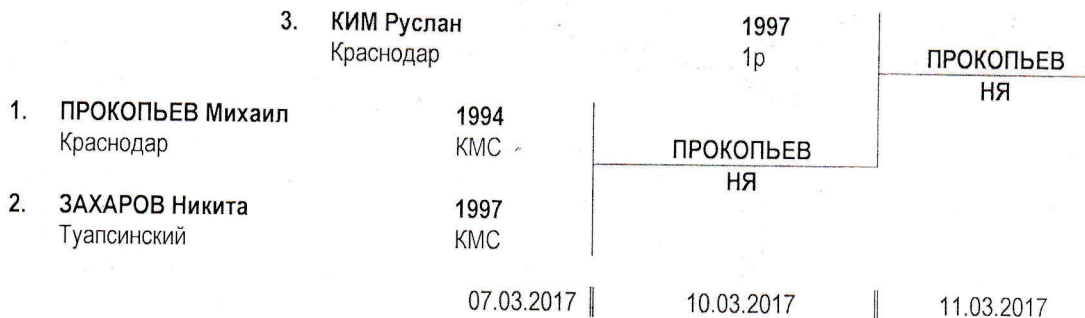 3. КИМ Руслан 1997
Краснодар 1р
ПРОКОПЬЕВ
НЯ
1. ПРОКОПЬЕВ Михаил 1994
Краснодар КМС
ПРОКОПЬЕВ
НЯ
2. ЗАХАРОВ Никита 1997
Туапсинский КМС
07.03.2017 10.03.2017 11.03.2017